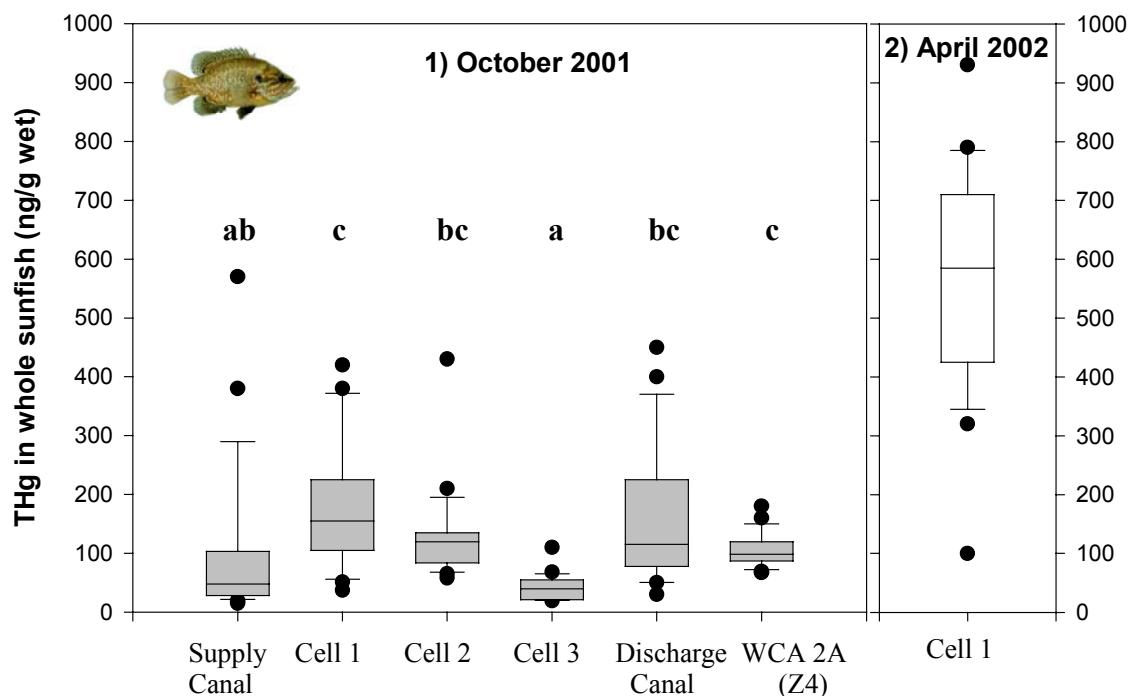 THg in whole sunfish (ng/g wet)
1000
900
800
700
600
500
400
300
200
100
0
1) October 2001
ab c bc a bc c
Supply Canal
Cell 1
Cell 2
Cell 3
Discharge Canal
WCA 2A (Z4)
2) April 2002
Cell 1
1000
900
800
700
600
500
400
300
200
100
0